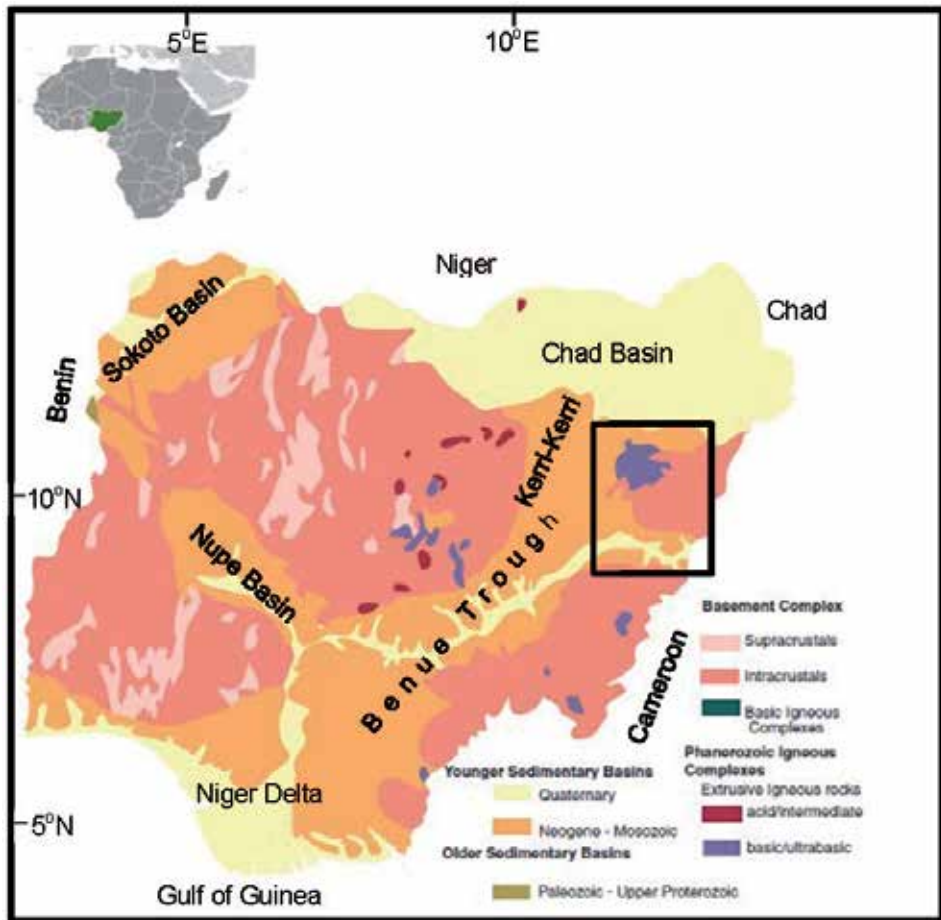 5°E
10°E
Niger
Chad
Sokoto Basin
Chad Basin
Benin
Kerri-Kerri
10°N
Nupe Basin
Benue Trough
Cameroon
Basement Complex
Supracrustals
Intracrustals
Basic Igneous
Complexes
Phanerozoic Igneous
Complexes
Extrusive Igneous rocks
acid/intermediate
basic/ultrabasic
Younger Sedimentary Basins
Quaternary
Neogene - Mosozoic
Older Sedimentary Basins
Paleozoic - Upper Proterozoic
Niger Delta
5°N
Gulf of Guinea